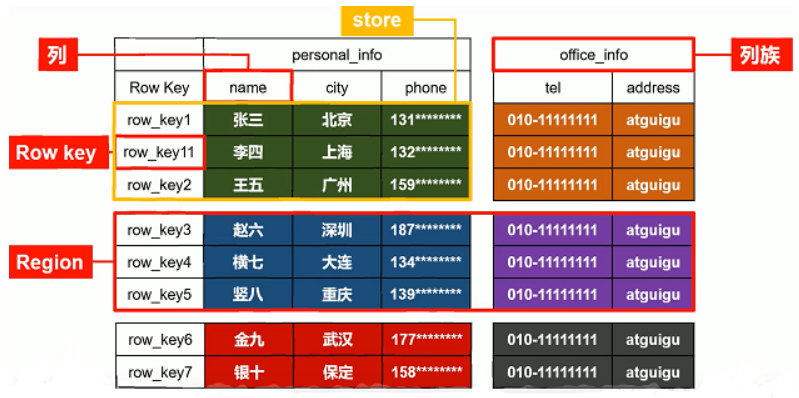 store
列
personal_info
office_info
列族
Row Key
name
city
phone
tel
address
row_key1
张三
北京
131********
010-11111111
atguigu
Row key
row_key11
李四
上海
132********
010-11111111
atguigu
row_key2
王五
广州
159********
010-11111111
atguigu
row_key3
赵六
深圳
187********
010-11111111
atguigu
Region
row_key4
横七
大连
134********
010-11111111
atguigu
row_key5
竖八
重庆
139********
010-11111111
atguigu
row_key6
金九
武汉
177********
010-11111111
atguigu
row_key7
银十
保定
158********
010-11111111
atguigu